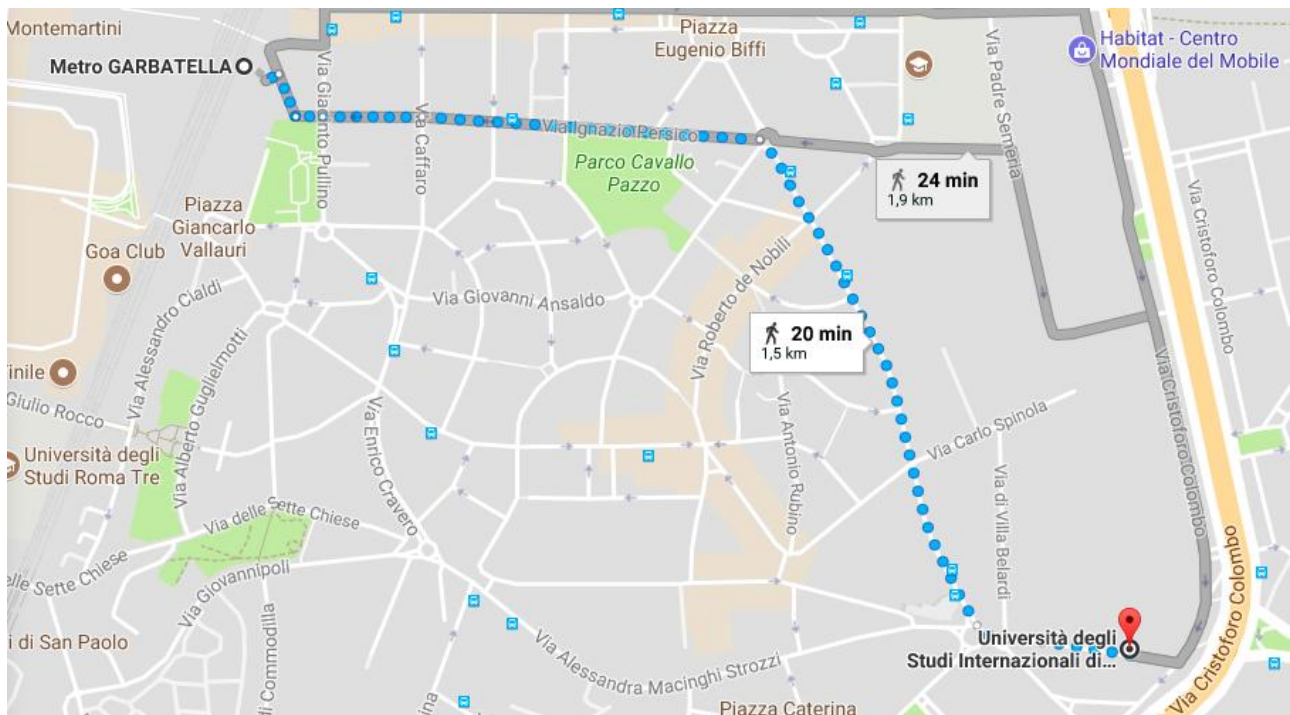 Montemartini
Metro GARBATELLA
Piazza
Eugenio Biffi
Habitat - Centro
Mondiale del Mobile
Via Padre Semeria
Via Giacinto Pullino
Via Caffaro
Via Ignazio Persico
Parco Cavallo
Pazzo
24 min
1,9 km
Via Cristoforo Colombo
Piazza
Giancarlo
Vallauri
Goa Club
Via Giovanni Ansaldo
Via Roberto de Nobili
20 min
1,5 km
Via Alessandro Cialdi
Via Alberto Guglielmotti
inile
Giulio Rocco
Via Enrico Cravero
Via Antonio Rubino
Via Carlo Spinola
Via Cristoforo Colombo
Università degli
Studi Roma Tre
Via delle Sette Chiese
elle Sette Chiese
Via Giovannipoli
Via di Villa Belardi
i di San Paolo
di Commodilla
ina
Via Alessandra Macinghi Strozzi
Università degli
Studi Internazionali di...
Via Cristoforo Colombo
Piazza Caterina